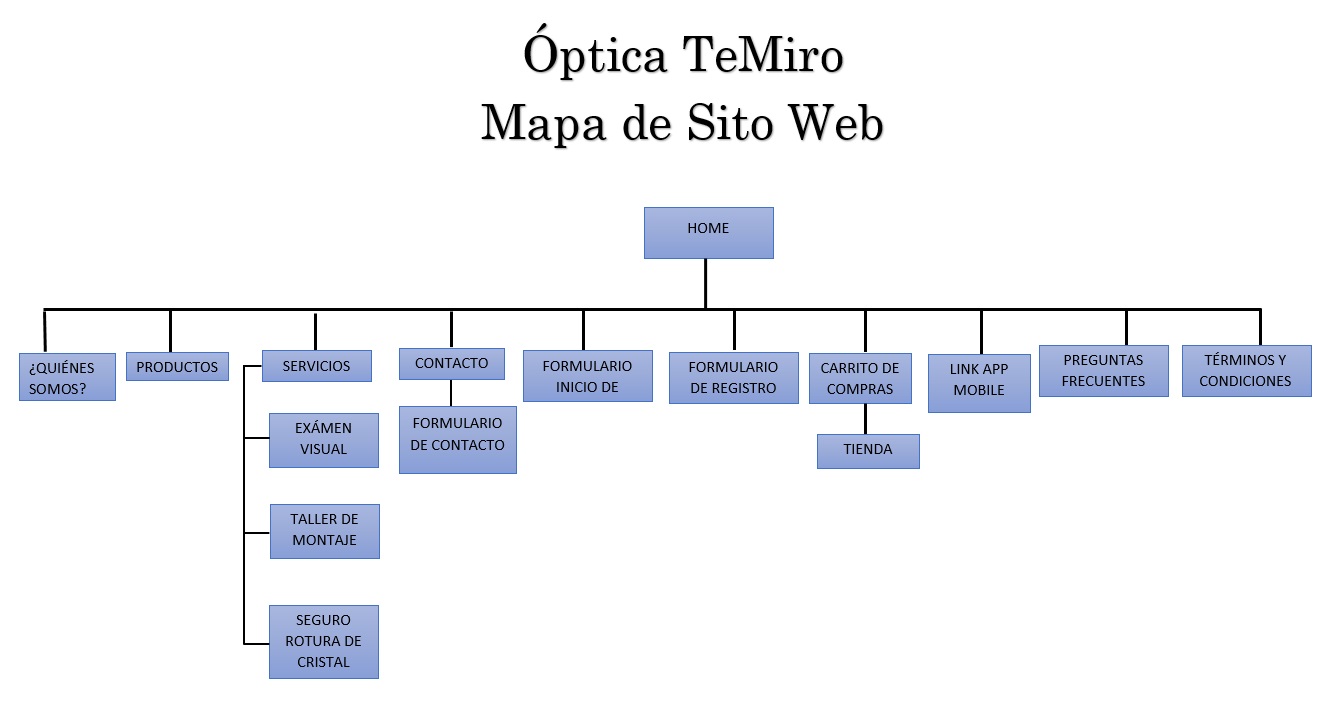 Óptica TeMiro
Mapa de Sito Web
HOME
¿QUIÉNES
SOMOS?
PRODUCTOS
SERVICIOS
EXÁMEN
VISUAL
TALLER DE
MONTAJE
SEGURO
ROTURA DE
CRISTAL
CONTACTO
FORMULARIO
DE CONTACTO
FORMULARIO
INICIO DE
FORMULARIO
DE REGISTRO
CARRITO DE
COMPRAS
TIENDA
LINK APP
MOBILE
PREGUNTAS
FRECUENTES
TÉRMINOS Y
CONDICIONES